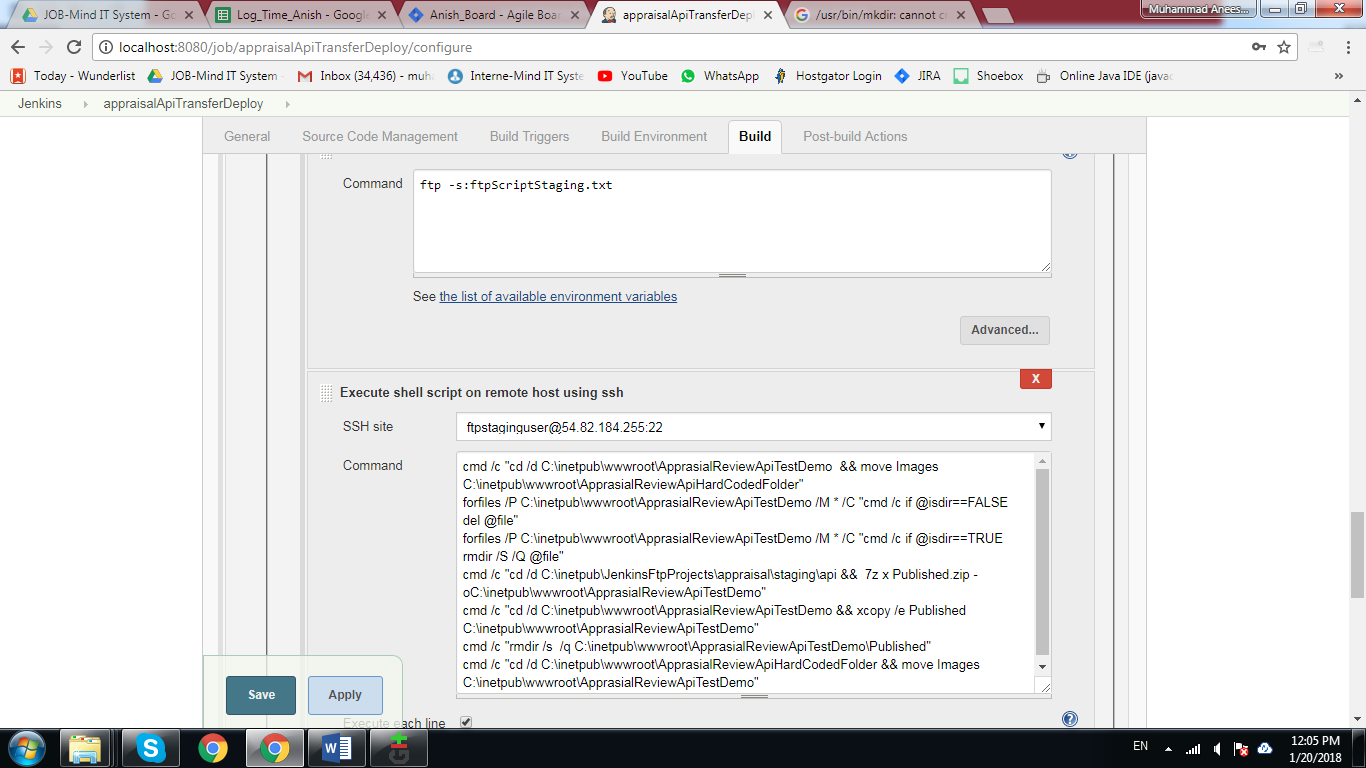 JOB-Mind IT System - Go
Log_Time_Anish - Google
Anish_Board - Agile Boar
appraisalApiTransferDepl
/usr/bin/mkdir: cannot c
Muhammad Anees...
localhost:8080/job/appraisalApiTransferDeploy/configure
Today - Wunderlist
JOB-Mind IT System -
Inbox (34,436) - muh
Interne-Mind IT Syste
YouTube
WhatsApp
Hostgator Login
JIRA
Shoebox
Online Java IDE (javac
»
Jenkins
appraisalApiTransferDeploy
General
Source Code Management
Build Triggers
Build Environment
Build
Post-build Actions
Command
ftp -s:ftpScriptStaging.txt
See the list of available environment variables
Advanced...
X
Execute shell script on remote host using ssh
SSH site
ftpstaginguser@54.82.184.255:22
Command
cmd /c "cd /d C:\inetpub\wwwroot\ApprasialReviewApiTestDemo  && move Images
C:\inetpub\wwwroot\ApprasialReviewApiHardCodedFolder"
forfiles /P C:\inetpub\wwwroot\ApprasialReviewApiTestDemo /M * /C "cmd /c if @isdir==FALSE
del @file"
forfiles /P C:\inetpub\wwwroot\ApprasialReviewApiTestDemo /M * /C "cmd /c if @isdir==TRUE
rmdir /S /Q @file"
cmd /c "cd /d C:\inetpub\JenkinsFtpProjects\appraisal\staging\api &&  7z x Published.zip -
oC:\inetpub\wwwroot\ApprasialReviewApiTestDemo"
cmd /c "cd /d C:\inetpub\wwwroot\ApprasialReviewApiTestDemo && xcopy /e Published
C:\inetpub\wwwroot\ApprasialReviewApiTestDemo"
cmd /c "rmdir /s  /q C:\inetpub\wwwroot\ApprasialReviewApiTestDemo\Published"
cmd /c "cd /d C:\inetpub\wwwroot\ApprasialReviewApiHardCodedFolder && move Images
C:\inetpub\wwwroot\ApprasialReviewApiTestDemo"
Save
Apply
Execute each line
EN
12:05 PM
1/20/2018